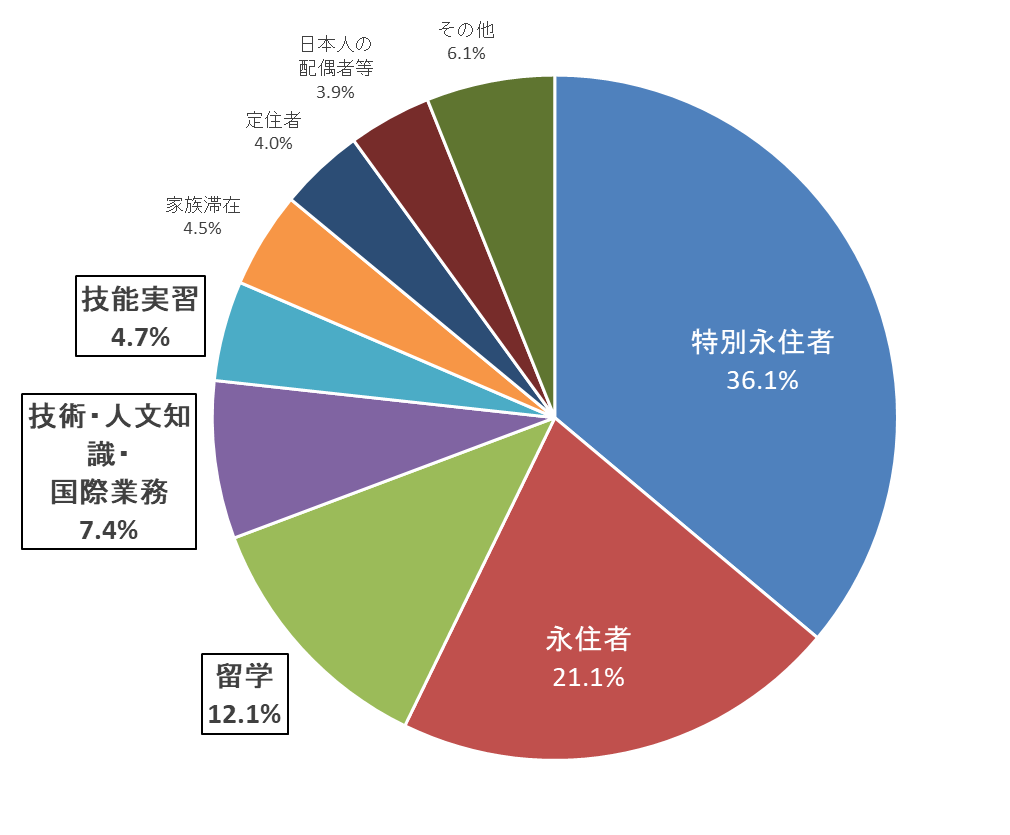 その他
6.1%
日本人の
配偶者等
3.9%
定住者
4.0%
家族滞在
4.5%
技能実習
4.7%
技術・人文知
識・
国際業務
7.4%
留学
12.1%
永住者
21.1%
特別永住者
36.1%